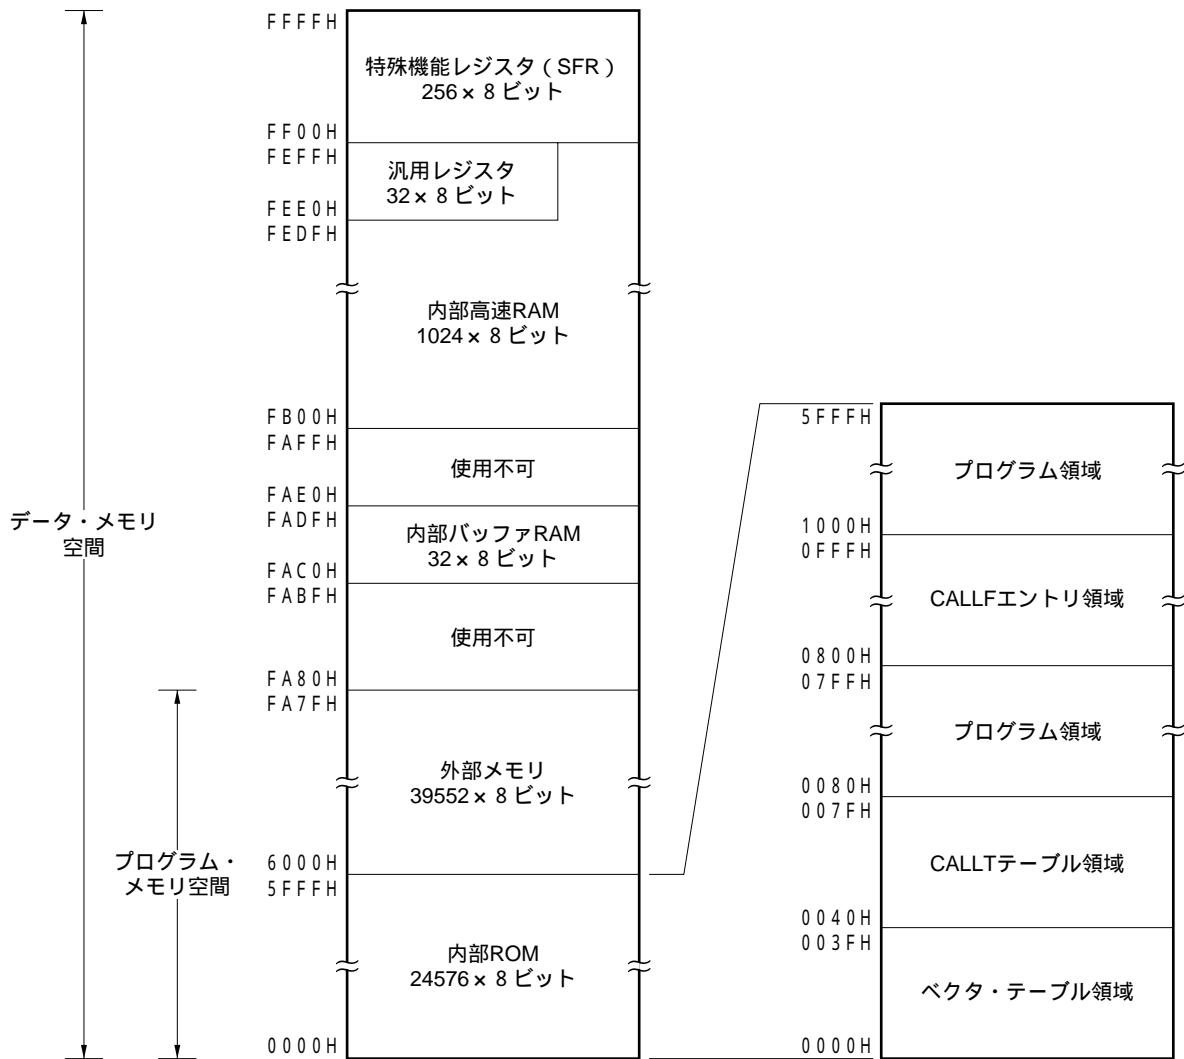 FFFFH
特殊機能レジスタ(SFR)
256×8ビット
FF00H
FEFFH
汎用レジスタ
32×8ビット
FEE0H
FEDFH
内部高速RAM
1024×8ビット
FB00H
FAFFH
使用不可
FAE0H
FADFH
内部バッファRAM
32×8ビット
FAC0H
FABFH
使用不可
FA80H
FA7FH
外部メモリ
39552×8ビット
6000H
5FFFH
内部ROM
24576×8ビット
0000H
データ・メモリ
空間
プログラム・
メモリ空間
5FFFH
プログラム領域
1000H
0FFFH
CALLFエントリ領域
0800H
07FFH
プログラム領域
0080H
007FH
CALLTテーブル領域
0040H
003FH
ベクタ・テーブル領域
0000H